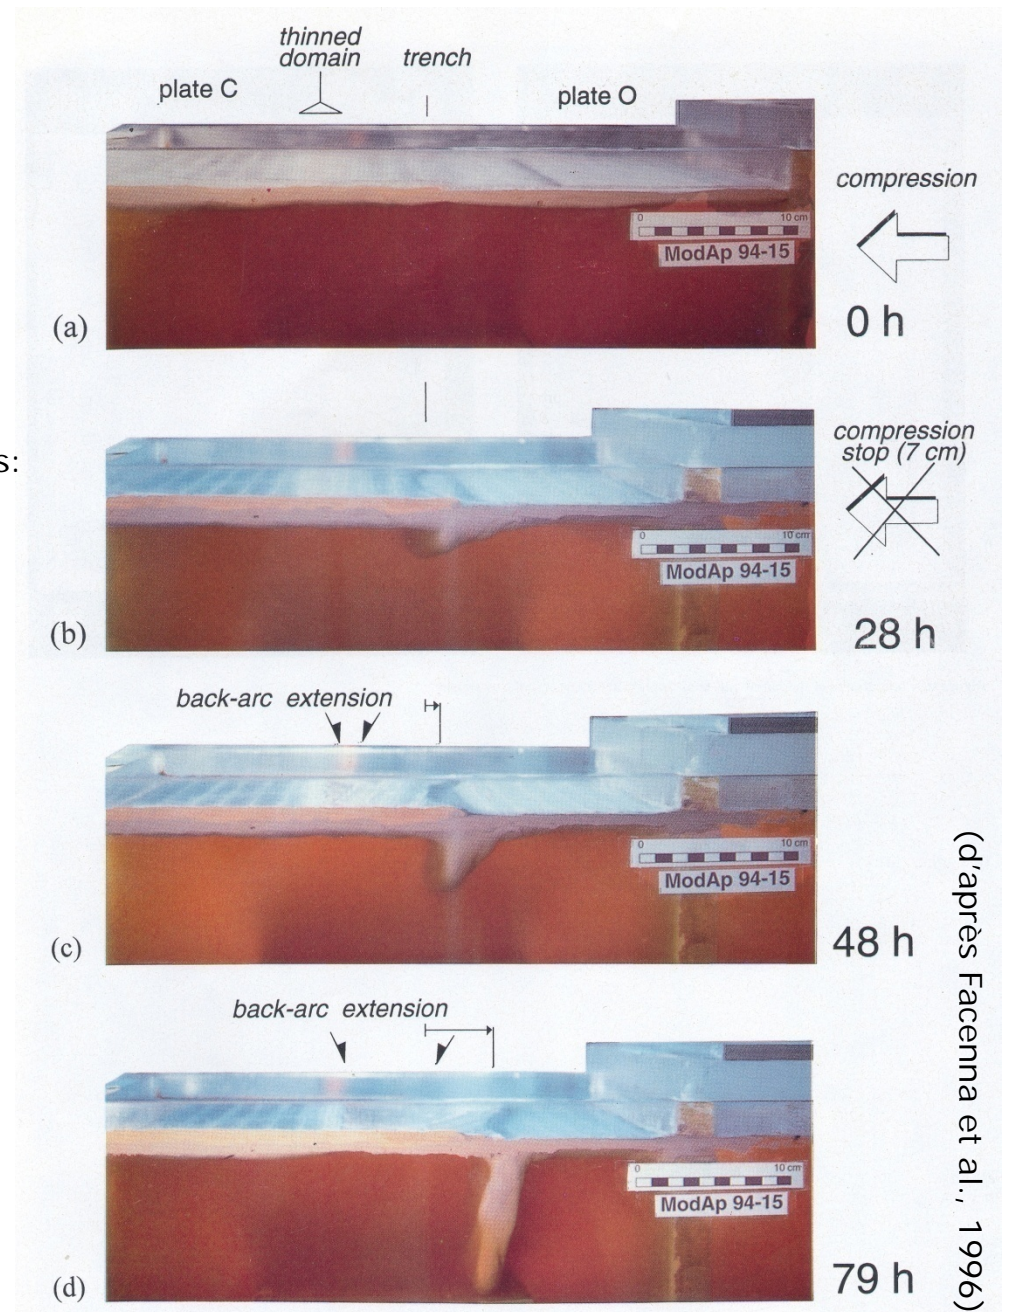 thinned
domain
trench
plate C
plate O
compression
0
10 cm
ModAp 94-15
(a)
0 h
s:
compression
stop (7 cm)
0
10 cm
ModAp 94-15
(b)
28 h
back-arc extension
0
10 cm
ModAp 94-15
(c)
48 h
back-arc extension
0
10 cm
ModAp 94-15
(d)
79 h
(d'après Facenna et al., 1996)